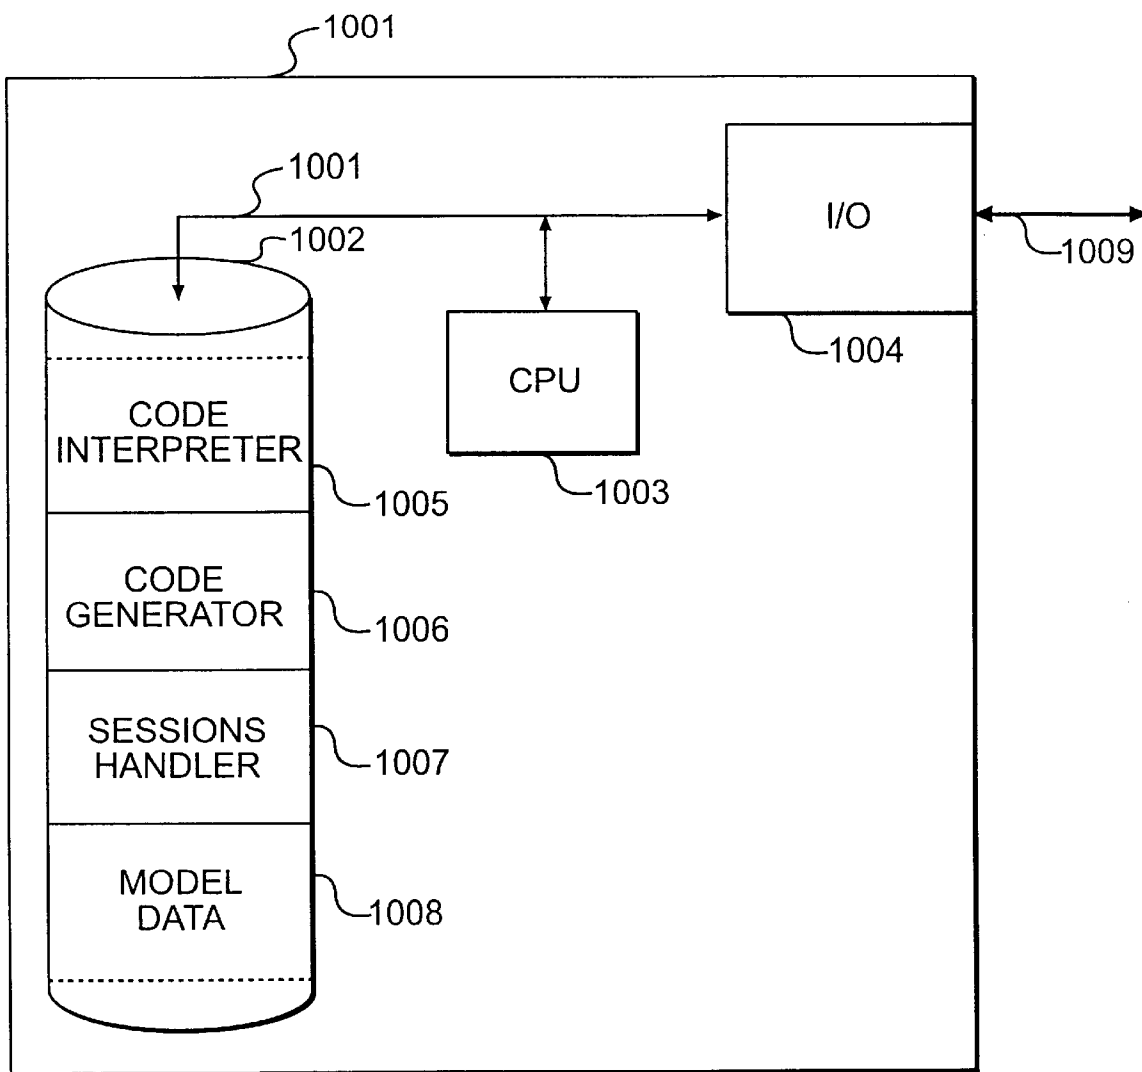 1001
1001
I/O
1002
1009
1004
CPU
CODE
INTERPRETER
1003
1005
CODE
GENERATOR
1006
SESSIONS
HANDLER
1007
MODEL
DATA
1008